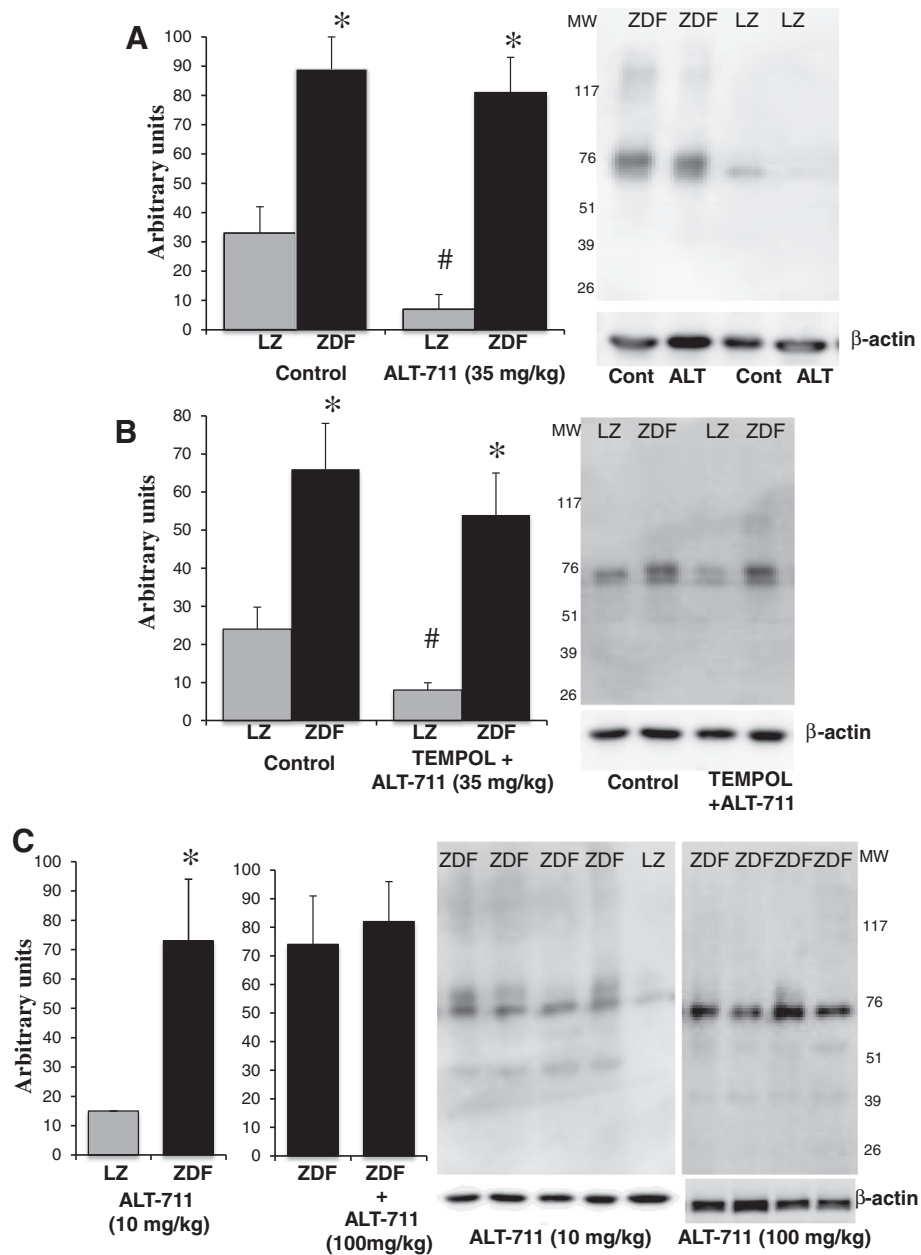 A
*
*
#
Arbitrary units
100
90
80
70
60
50
40
30
20
10
0
LZ ZDF LZ ZDF
Control ALT-711 (35 mg/kg)
MW ZDF ZDF LZ LZ
117
76
51
39
26
β-actin
Cont ALT Cont ALT
B
*
*
#
Arbitrary units
80
70
60
50
40
30
20
10
0
LZ ZDF LZ ZDF
Control TEMPOL +
ALT-711 (35 mg/kg)
MW LZ ZDF LZ ZDF
117
76
51
39
26
β-actin
Control TEMPOL
+ALT-711
C
*
Arbitrary units
100
90
80
70
60
50
40
30
20
10
0
LZ ZDF
ALT-711
(10 mg/kg)
100
90
80
70
60
50
40
30
20
10
0
ZDF ZDF
+
ALT-711
(100mg/kg)
ZDF ZDF ZDF ZDF LZ
ZDF ZDF ZDF ZDF MW
117
76
51
39
26
β-actin
ALT-711 (10 mg/kg) ALT-711 (100 mg/kg)